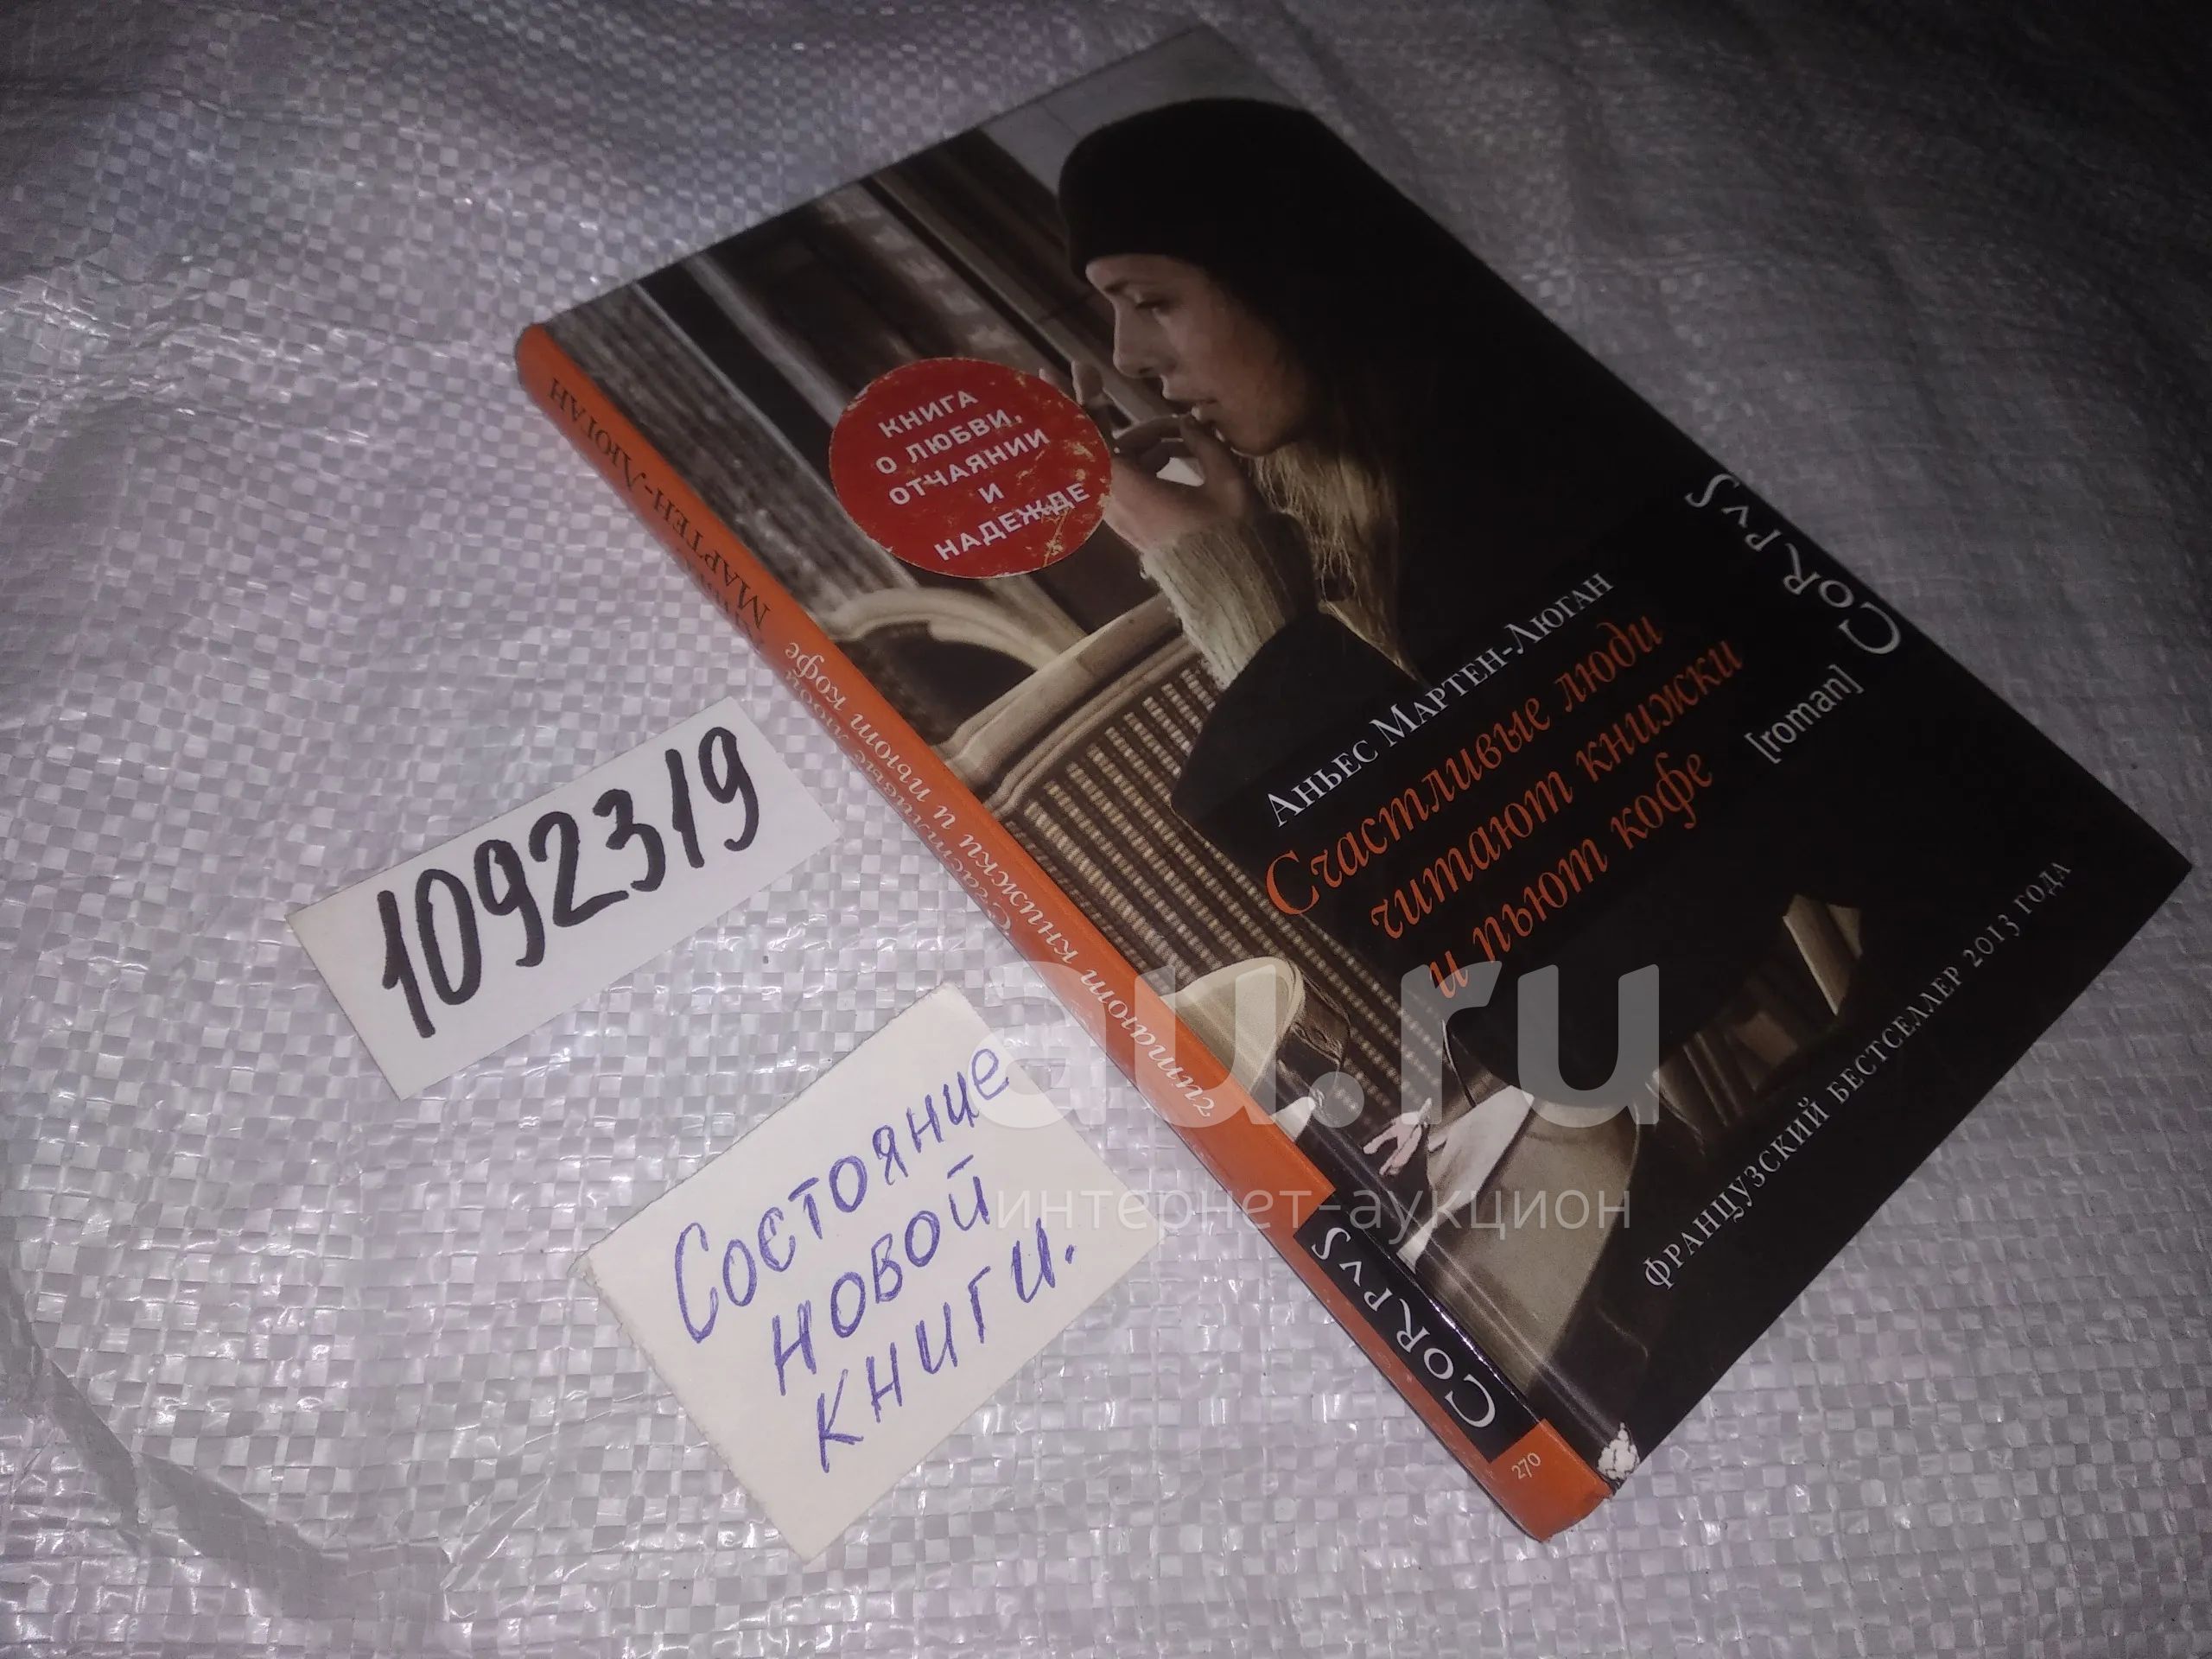 КНИГА
О ЛЮБВИ,
ОТЧАЯНИИ
И
НАДЕЖДЕ
CORPVS
АНЬЕС МАРТЕН-ЛЮГАН
Счастливые люди
читают книжки
и пьют кофе
[roman]
ФРАНЦУЗСКИЙ БЕСТСЕЛЛЕР 2013 ГОДА
МАРТЕН-ЛЮГАН
Счастливые люди
читают книжки и пьют кофе
CORPVS
270
1092319
Состояние
новой
книги.
au.ru
интернет-аукцион